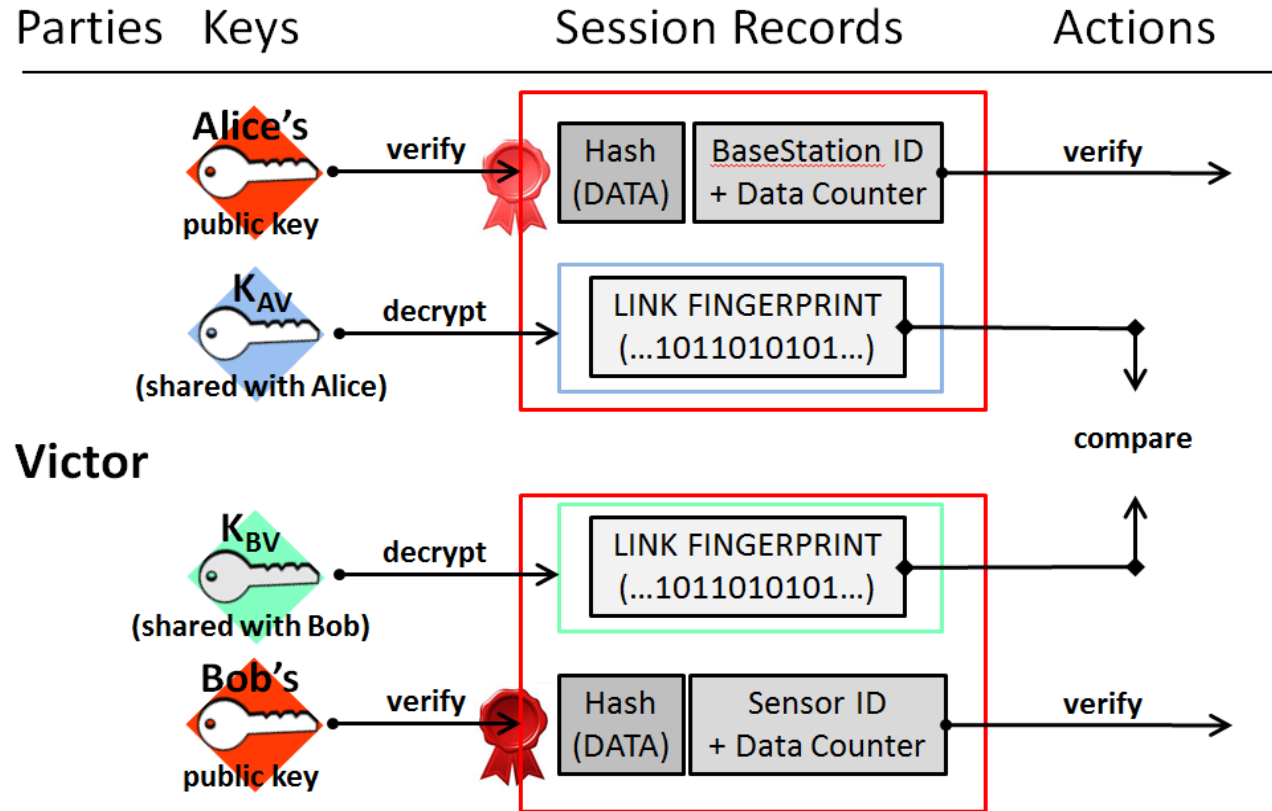 Parties Keys Session Records Actions
Alice's
public key
verify
Hash
(DATA)
BaseStation ID
+ Data Counter
verify
KAV
(shared with Alice)
decrypt
LINK FINGERPRINT
(...1011010101...)
compare
Victor
KBV
(shared with Bob)
decrypt
LINK FINGERPRINT
(...1011010101...)
Bob's
public key
verify
Hash
(DATA)
Sensor ID
+ Data Counter
verify